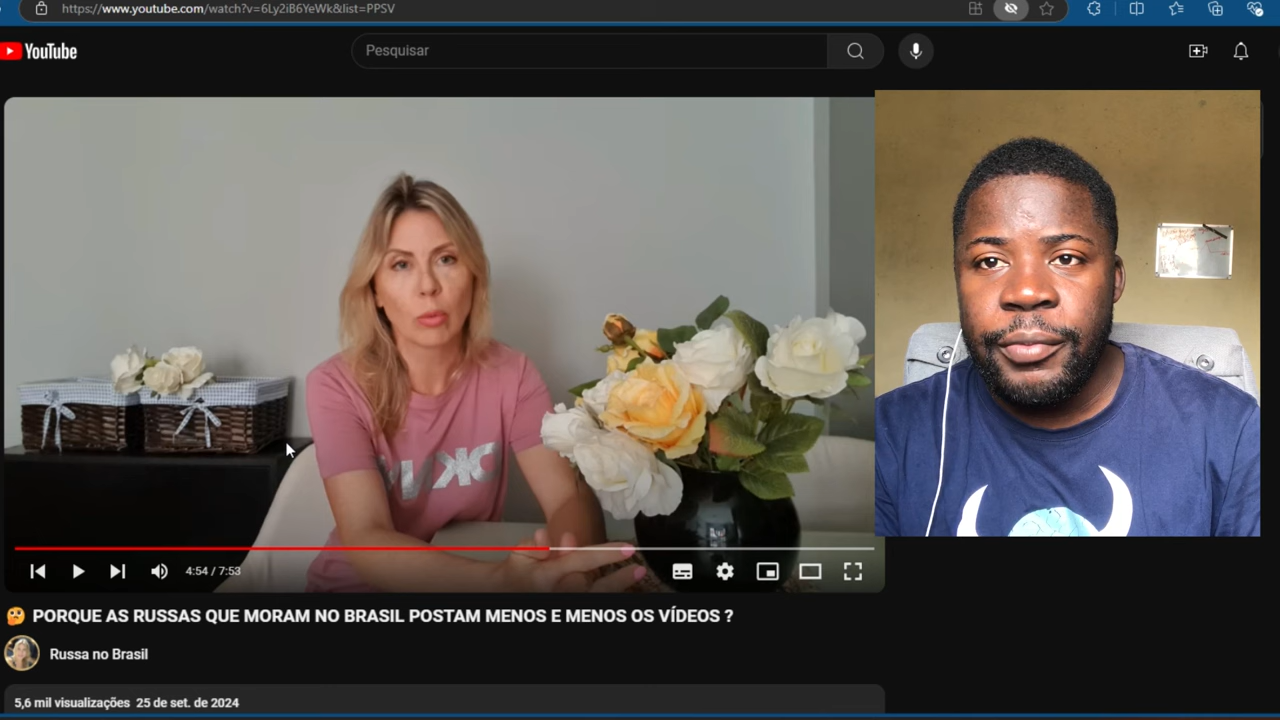 https://www.youtube.com/watch?v=6Ly2iB6YeWk&list=PPSV
YouTube
Pesquisar
4:54 / 7:53
🤔 PORQUE AS RUSSAS QUE MORAM NO BRASIL POSTAM MENOS E MENOS OS VÍDEOS ?
Russa no Brasil
5,6 mil visualizações 25 de set. de 2024